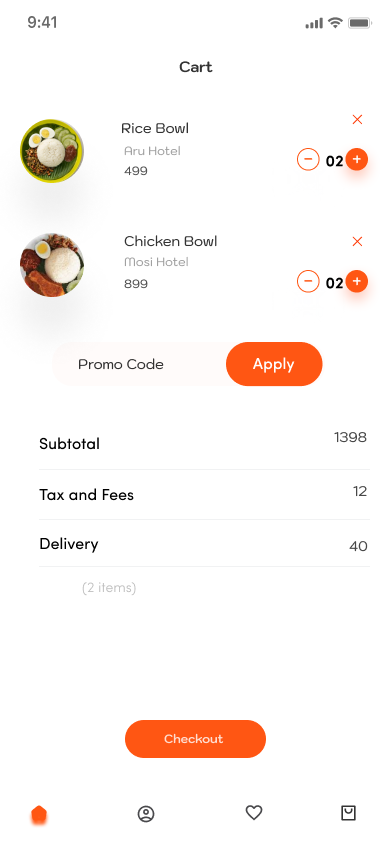 9:41
Cart
Rice Bowl
Aru Hotel
499
02
Chicken Bowl
Mosi Hotel
899
02
Promo Code
Apply
Subtotal
1398
Tax and Fees
12
Delivery
40
(2 items)
Checkout